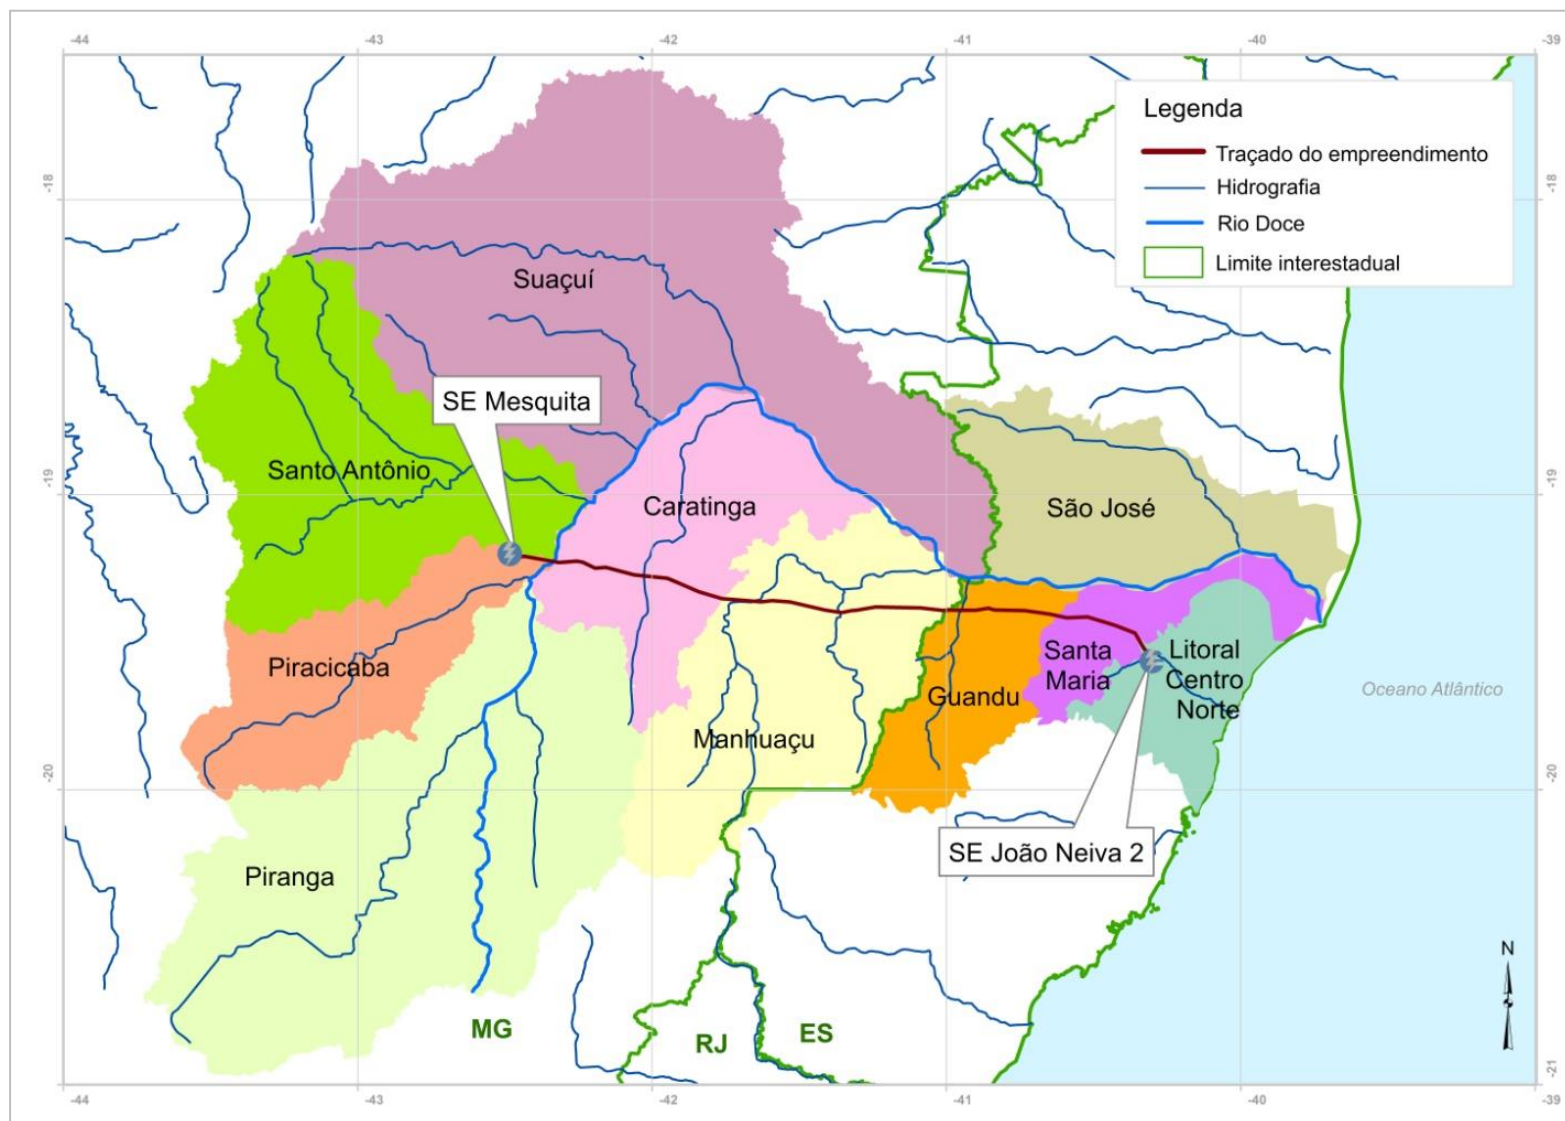 -44
-43
-42
-41
-40
-39
Legenda
Traçado do empreendimento
Hidrografia
Rio Doce
Limite interestadual
-18
-18
Suaçuí
SE Mesquita
Santo Antônio
-19
-19
Caratinga
São José
Piracicaba
Santa
Maria
Litoral
Centro
Norte
Guandu
Oceano Atlântico
Manhuaçu
-20
-20
SE João Neiva 2
Piranga
N
MG
RJ
ES
-21
-44
-43
-42
-41
-40
-39